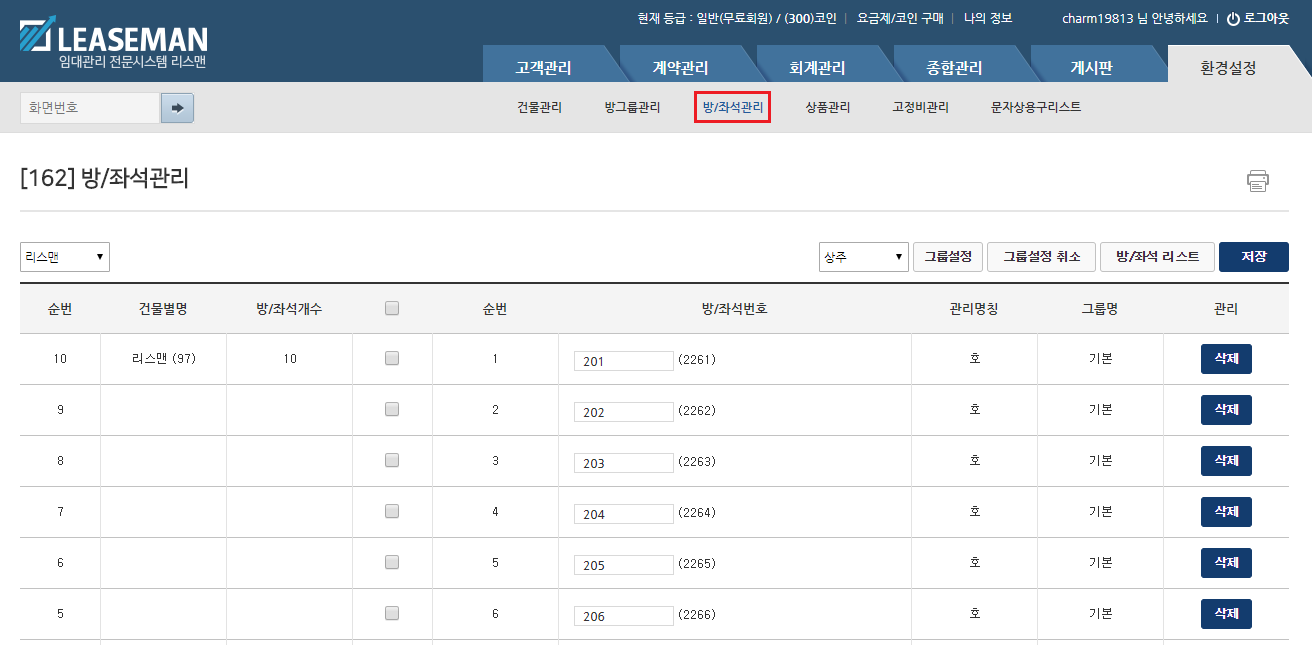 현재 등급 : 일반(무료회원) / (300)코인 | 요금제/코인 구매 | 나의 정보 charm19813 님 안녕하세요 | 로그아웃
LEASEMAN
임대관리 전문시스템 리스맨
고객관리 계약관리 회계관리 종합관리 게시판 환경설정
화면번호 건물관리 방그룹관리 방/좌석관리 상품관리 고정비관리 문자상용구리스트
[162] 방/좌석관리
리스맨 상주 그룹설정 그룹설정 취소 방/좌석 리스트 저장
순번 건물별명 방/좌석개수 순번 방/좌석번호 관리명칭 그룹명 관리
10 리스맨 (97) 10 1 201 (2261) 호 기본 삭제
9 2 202 (2262) 호 기본 삭제
8 3 203 (2263) 호 기본 삭제
7 4 204 (2264) 호 기본 삭제
6 5 205 (2265) 호 기본 삭제
5 6 206 (2266) 호 기본 삭제